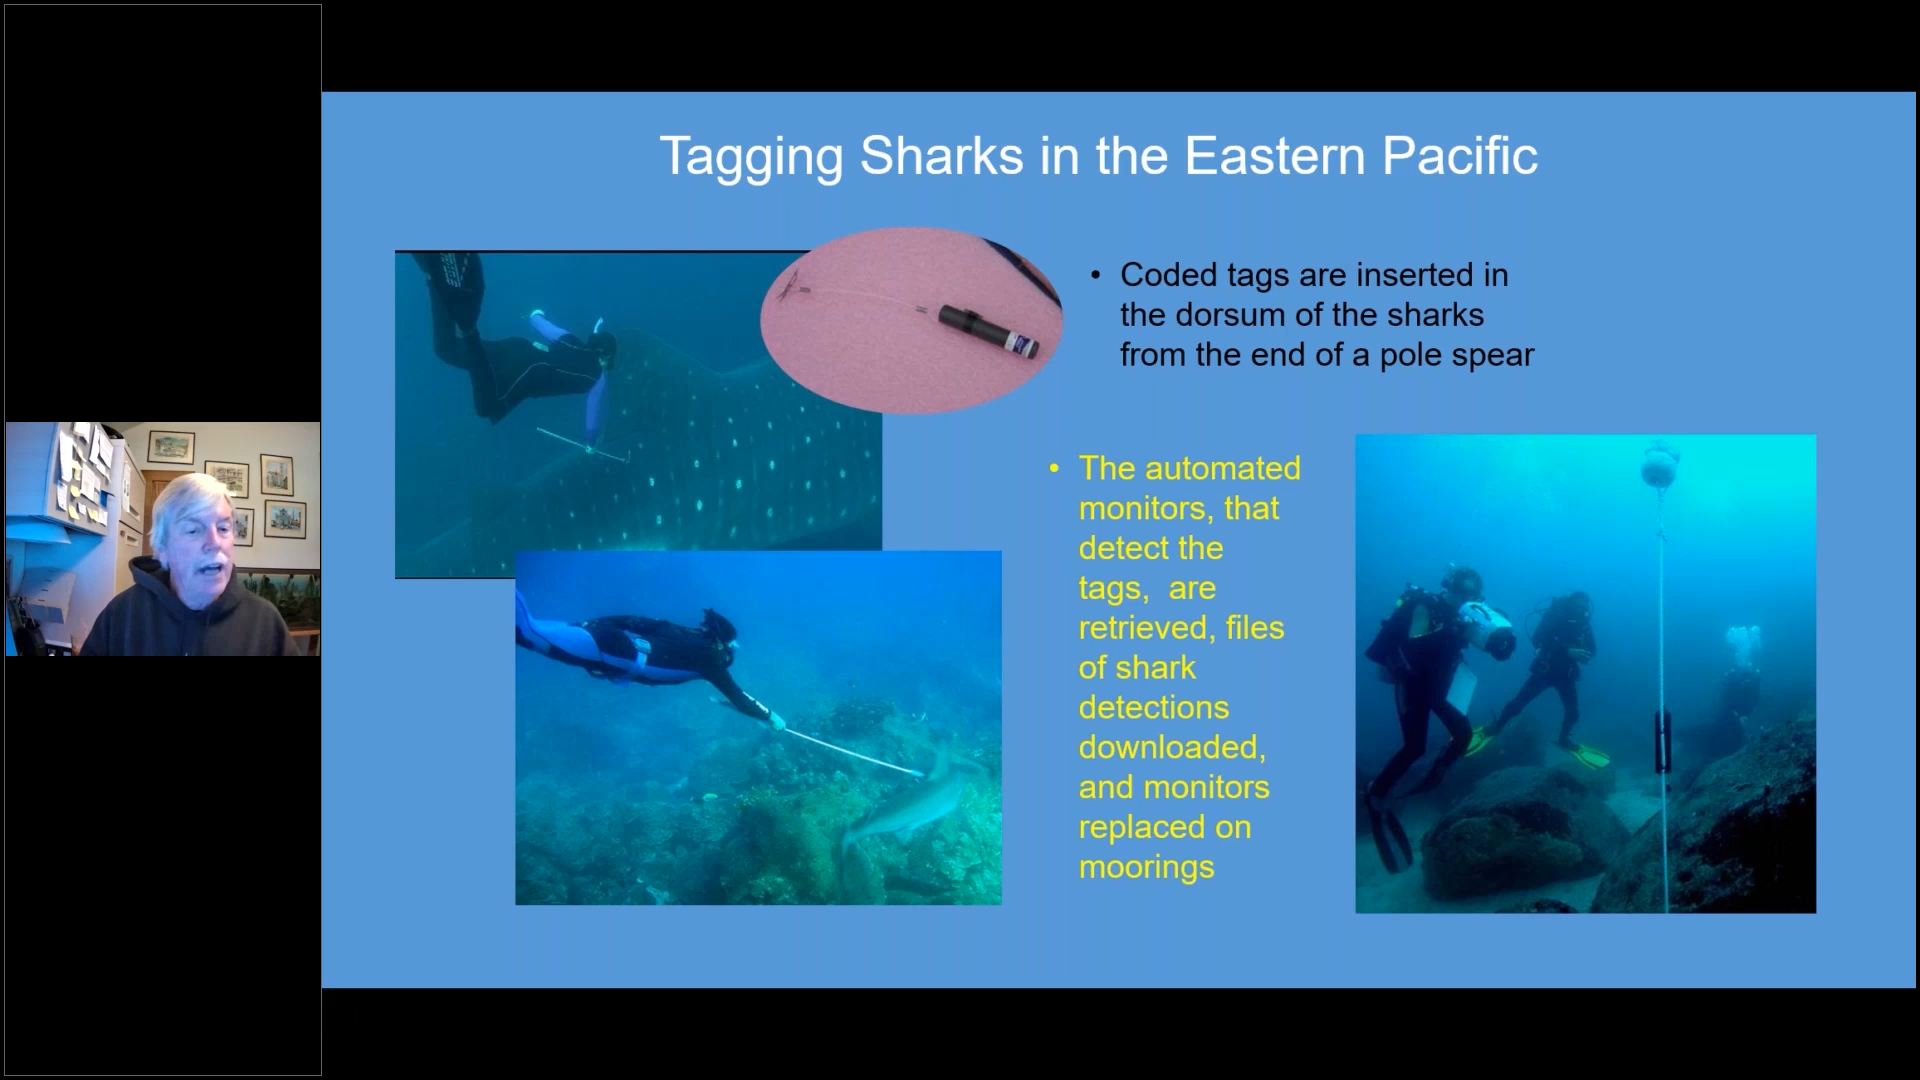 Tagging Sharks in the Eastern Pacific
• Coded tags are inserted in
the dorsum of the sharks
from the end of a pole spear
• The automated
monitors, that
detect the
tags,  are
retrieved, files
of shark
detections
downloaded,
and monitors
replaced on
moorings